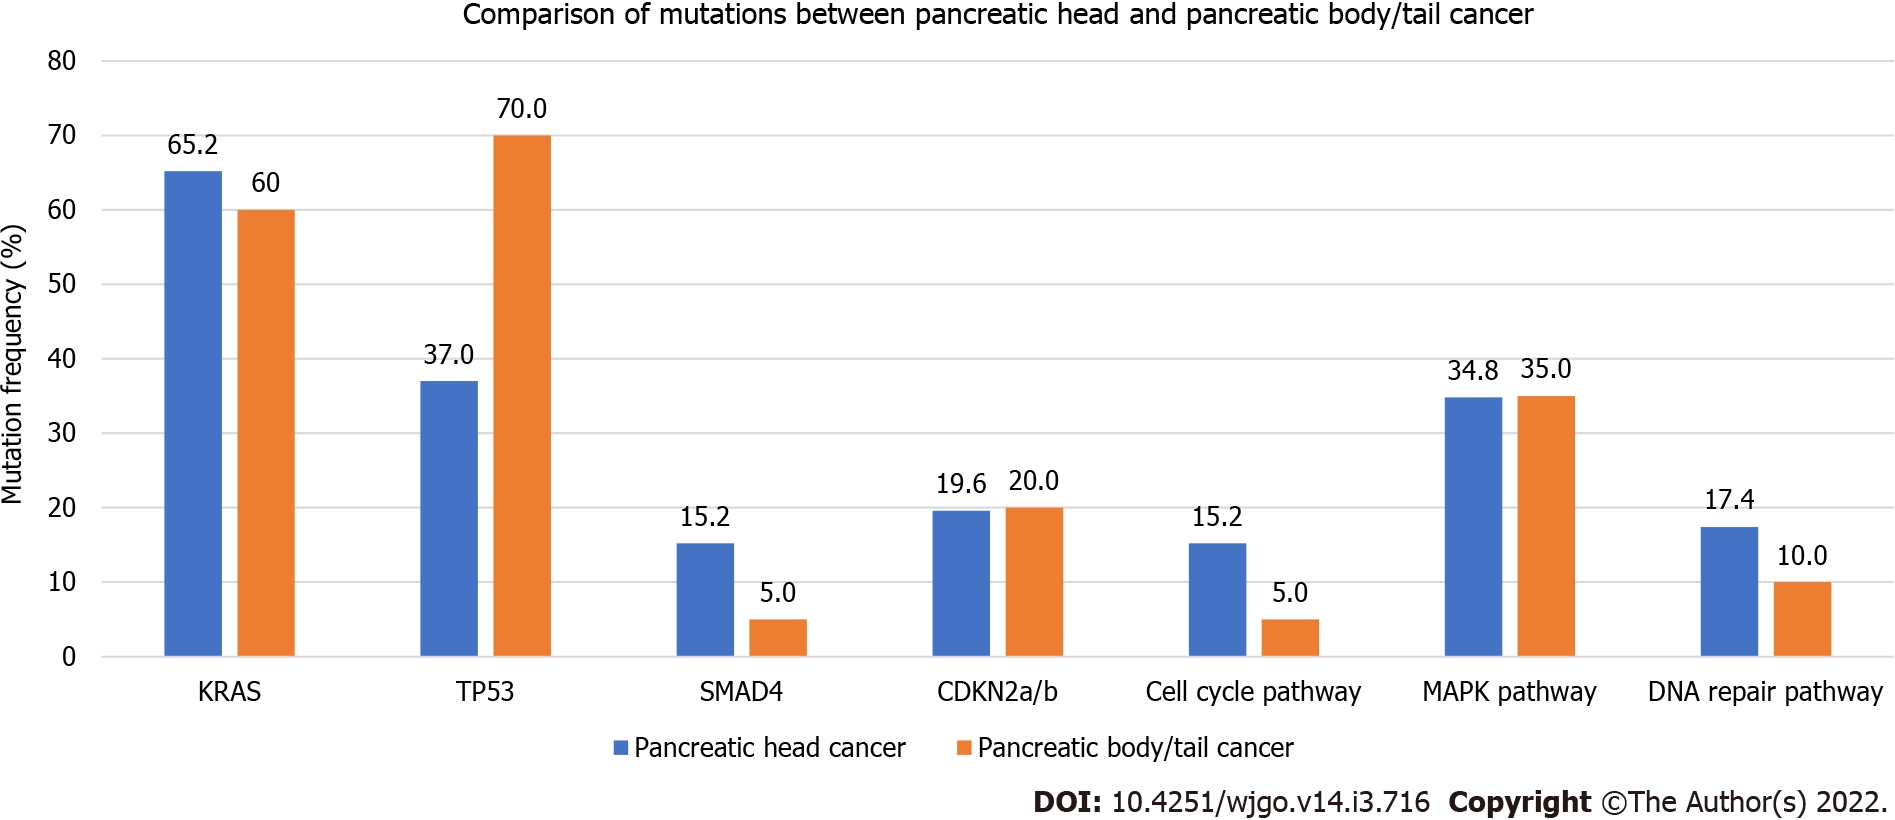 Comparison of mutations between pancreatic head and pancreatic body/tail cancer
Mutation frequency (%)
80
70
60
50
40
30
20
10
0
65.2
60
37.0
70.0
15.2
5.0
19.6
20.0
15.2
5.0
34.8
35.0
17.4
10.0
KRAS
TP53
SMAD4
CDKN2a/b
Cell cycle pathway
MAPK pathway
DNA repair pathway
Pancreatic head cancer
Pancreatic body/tail cancer
DOI: 10.4251/wjgo.v14.i3.716 Copyright ©The Author(s) 2022.